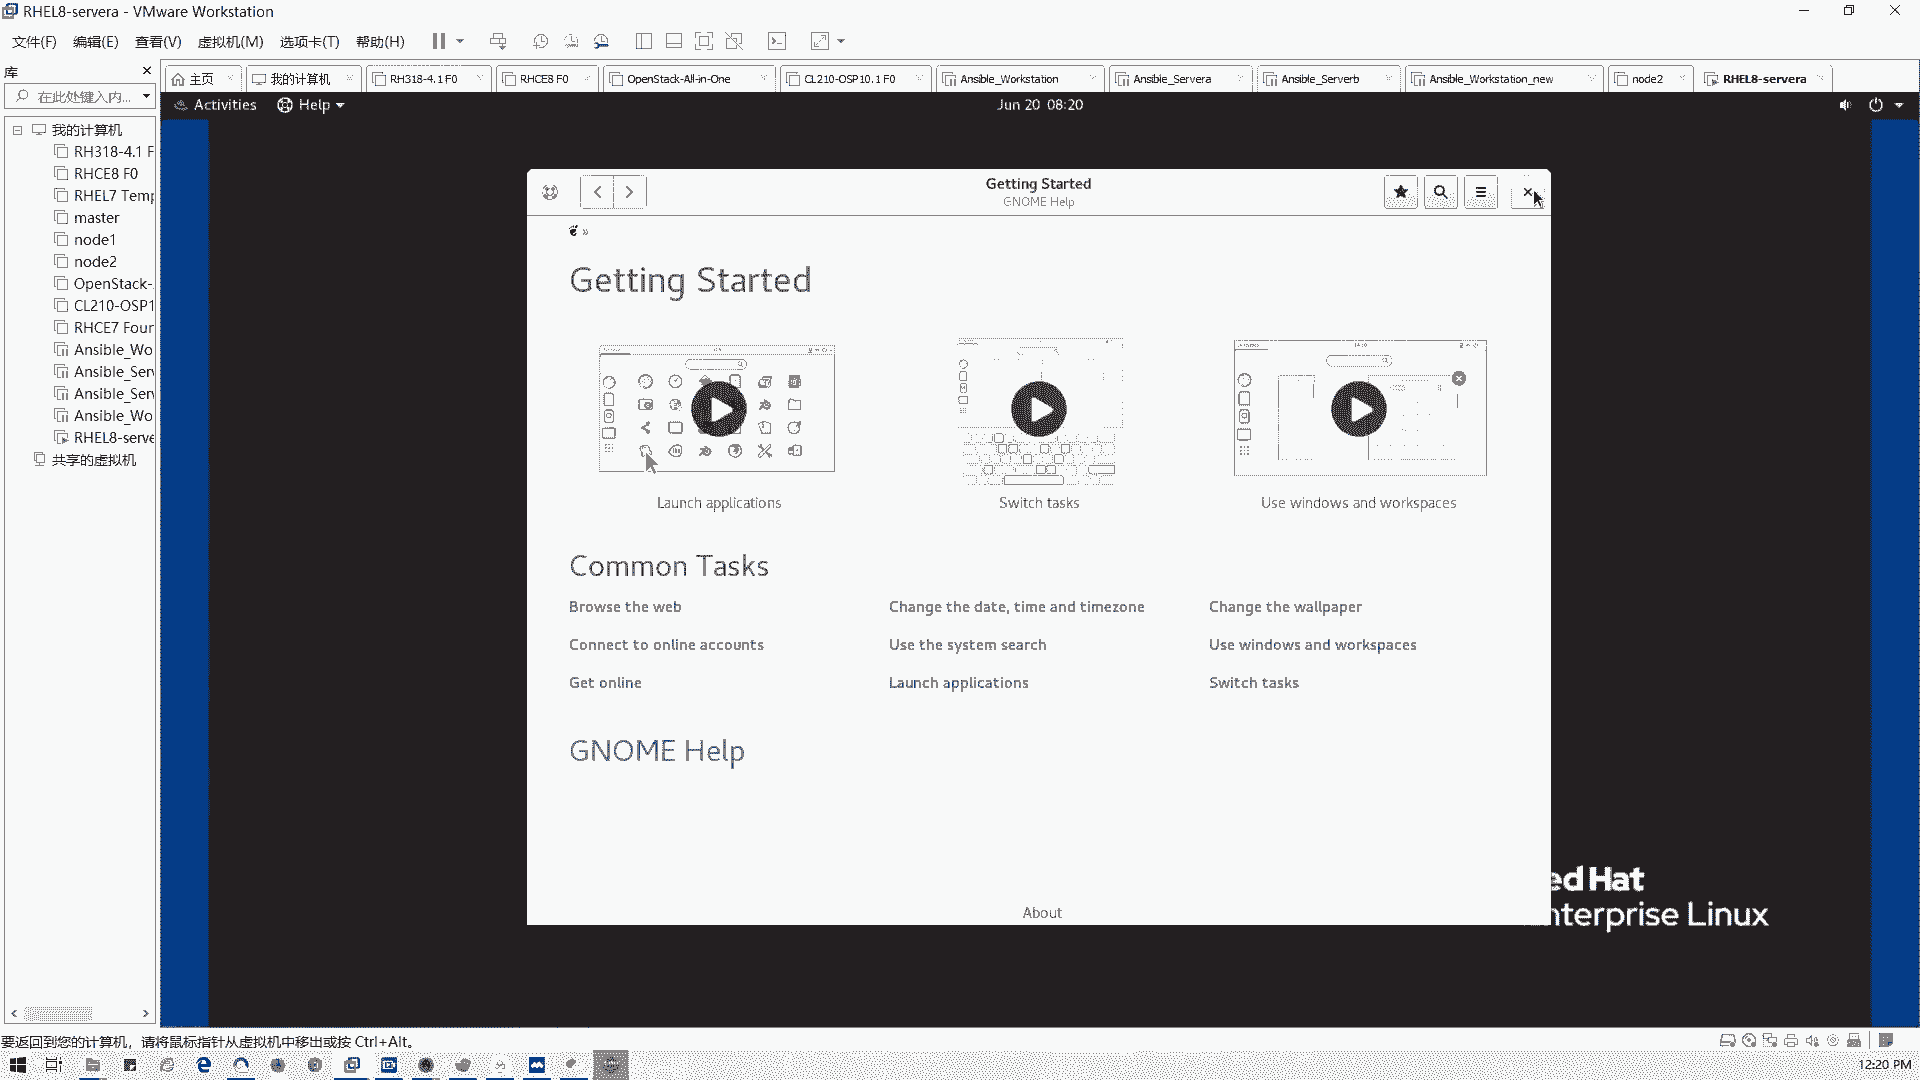 RHEL8-servera - VMware Workstation
文件(F) 编辑(E) 查看(V) 虚拟机(M) 选项卡(T) 帮助(H)
库
在此处键入内...
主页 我的计算机 RH318-4.1 F0 RHCE8 F0 OpenStack-All-in-One CL210-OSP10.1 F0 Ansible_Workstation Ansible_Servera Ansible_Serverb Ansible_Workstation_new node2 RHEL8-servera
我的计算机
RH318-4.1 F
RHCE8 F0
RHEL7 Temp
master
node1
node2
OpenStack-
CL210-OSP1
RHCE7 Four
Ansible_Wo
Ansible_Serv
Ansible_Serv
Ansible_Wo
RHEL8-serve
共享的虚拟机
Activities Help Jun 20 08:20
Getting Started
GNOME Help
»
Getting Started
Launch applications Switch tasks Use windows and workspaces
Common Tasks
Browse the web Change the date, time and timezone Change the wallpaper
Connect to online accounts Use the system search Use windows and workspaces
Get online Launch applications Switch tasks
GNOME Help
About
ed Hat
nterprise Linux
要返回到您的计算机，请将鼠标指针从虚拟机中移出或按 Ctrl+Alt。
12:20 PM